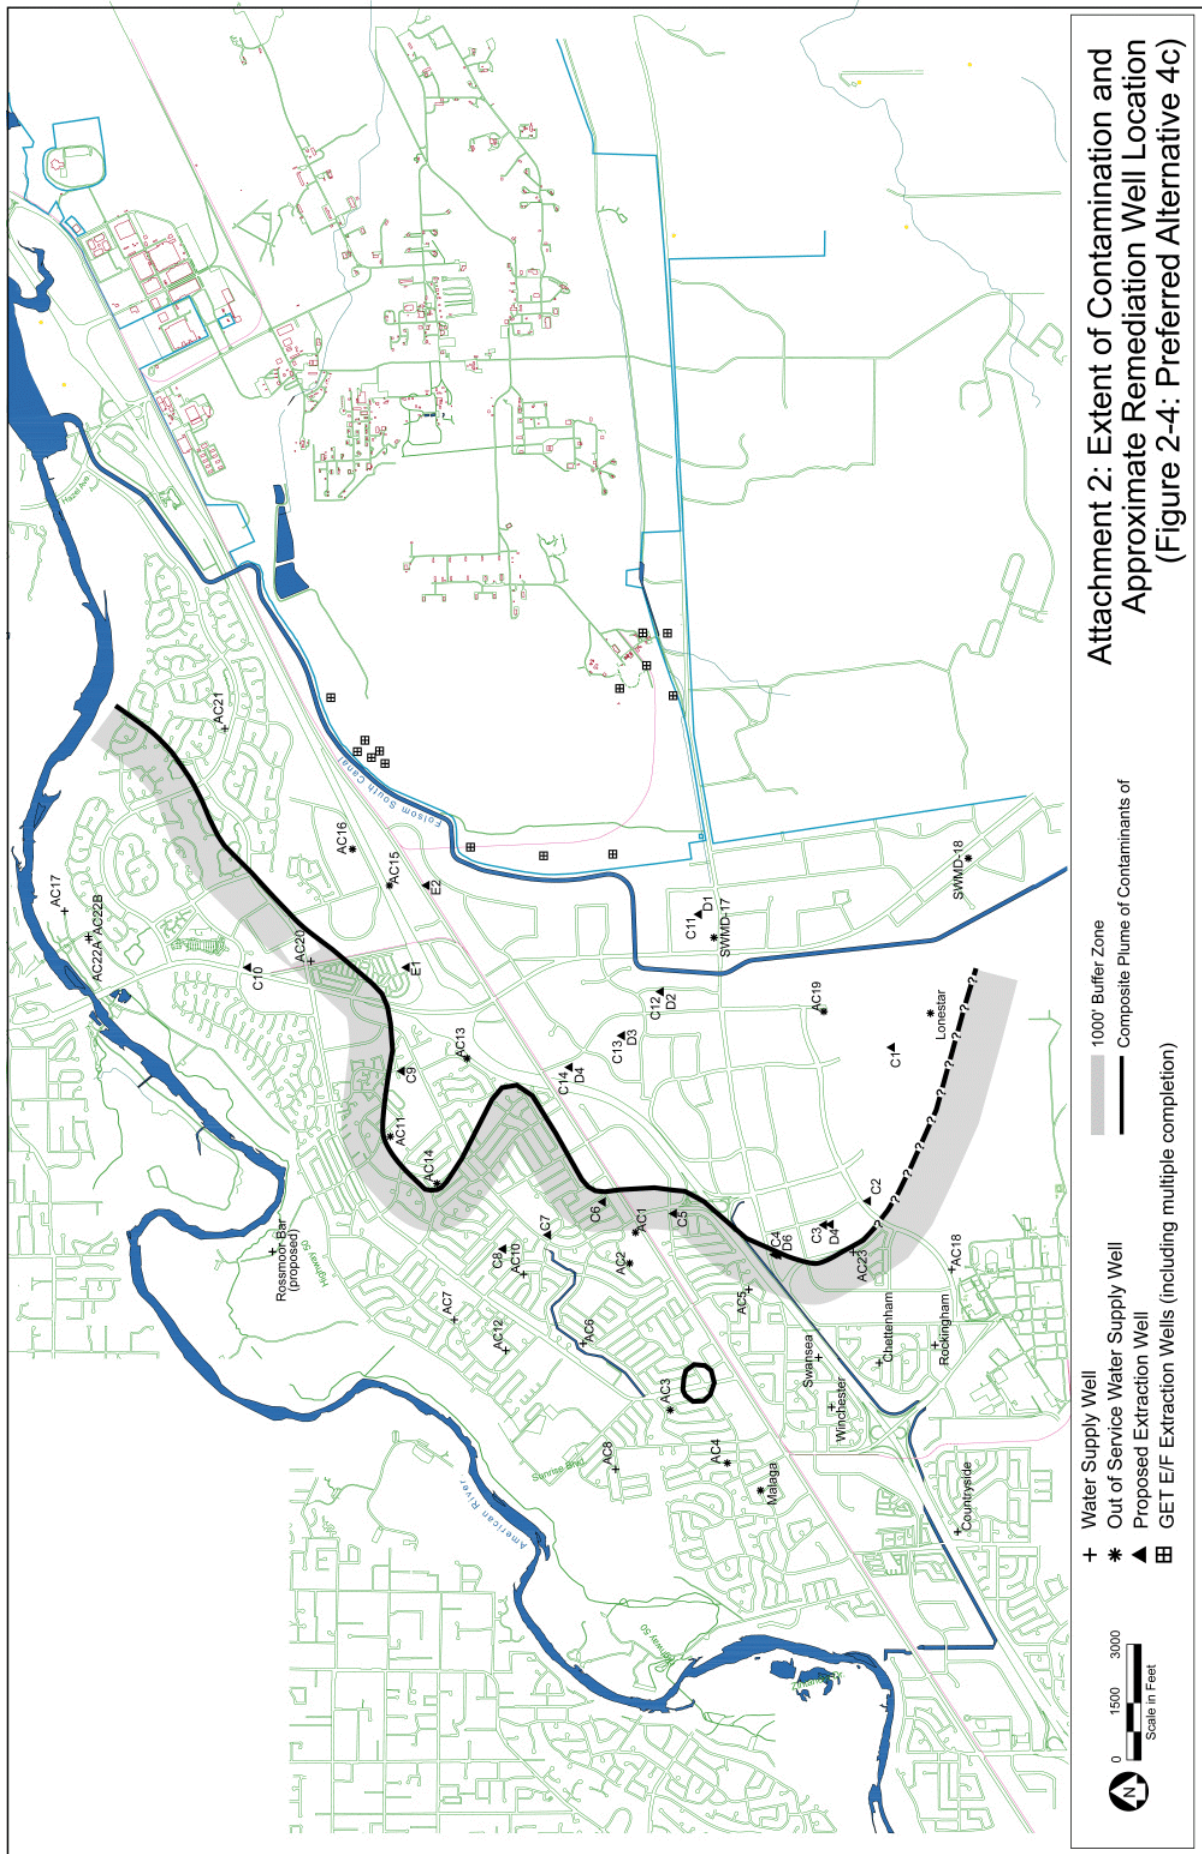 Attachment 2: Extent of Contamination and
Approximate Remediation Well Location
(Figure 2-4: Preferred Alternative 4c)
1000' Buffer Zone
Composite Plume of Contaminants of
Water Supply Well
Out of Service Water Supply Well
Proposed Extraction Well
GET E/F Extraction Wells (including multiple completion)
N
0 1500 3000
Scale in Feet
Hazel Ave
AC21
AC17
AC22A
AC22B
AC16
AC15
E2
Folsom South Canal
AC20
C10
E1
AC13
C9
AC11
AC14
Rossmoor Bar
(proposed)
Highway 50
C11
D1
SWMD-17
SWMD-18
C12
D2
C13
D3
C14
D4
AC19
Lonestar
C1
C2
? ? ? ? ? ? ? ?
C6
AC1
C5
C7
C8
AC10
AC2
AC7
AC12
AC6
C3
D4
C4
D6
AC23
AC18
AC5
Chettenham
Rockingham
Swansea
Winchester
AC3
AC8
AC4
Malaga
Countryside
Sunrise Blvd
American River
Highway 50